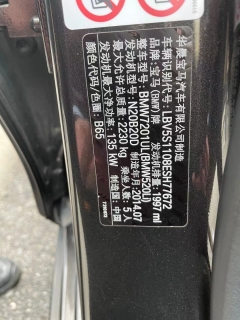 华晨宝马汽车有限公司制造
车辆识别代号:LBV5S1108ESH77672
品牌:宝马(BMW)牌 发动机排量:1997 ml
整车型号:BMW7201UL(BMW520Li)
发动机型号:N20B20D 制造年月:2014.07
最大允许总质量:2230 kg 乘坐人数:5 人
发动机最大净功率:135 kW 制造国:中国
颜色代码/色号:B65